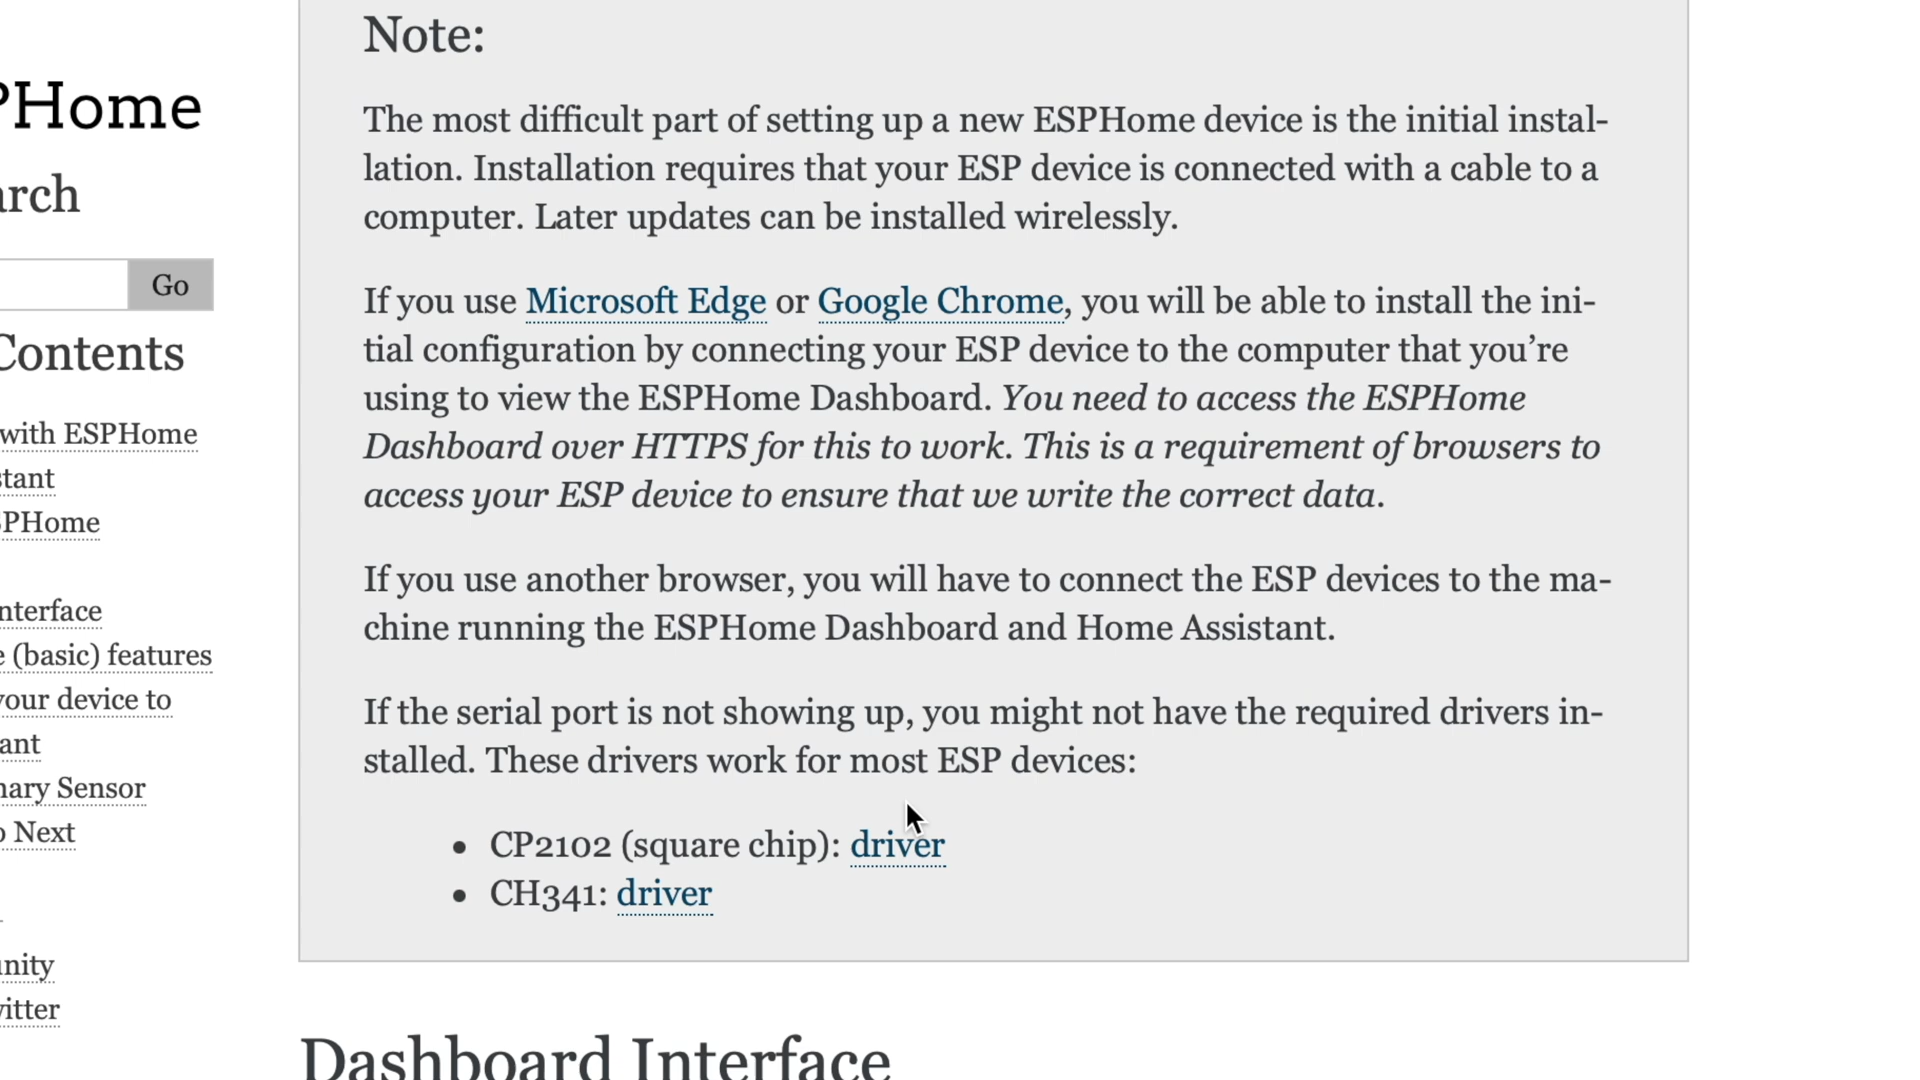 Note:
PHome
The most difficult part of setting up a new ESPHome device is the initial instal-
lation. Installation requires that your ESP device is connected with a cable to a
computer. Later updates can be installed wirelessly.
arch
Go
If you use Microsoft Edge or Google Chrome, you will be able to install the ini-
tial configuration by connecting your ESP device to the computer that you’re
using to view the ESPHome Dashboard. You need to access the ESPHome
Dashboard over HTTPS for this to work. This is a requirement of browsers to
access your ESP device to ensure that we write the correct data.
Contents
with ESPHome
stant
SPHome
nterface
e (basic) features
your device to
ant
nary Sensor
o Next
unity
witter
If you use another browser, you will have to connect the ESP devices to the ma-
chine running the ESPHome Dashboard and Home Assistant.
If the serial port is not showing up, you might not have the required drivers in-
stalled. These drivers work for most ESP devices:
• CP2102 (square chip): driver
• CH341: driver
Dashboard Interface